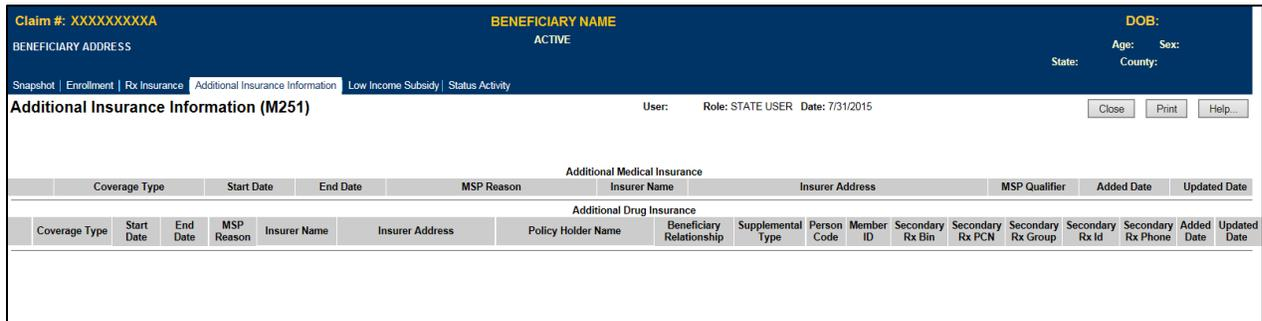 Claim #: XXXXXXXXXA BENEFICIARY NAME DOB:
BENEFICIARY ADDRESS ACTIVE Age: Sex:
State: County:
Snapshot | Enrollment | Rx Insurance | Additional Insurance Information | Low Income Subsidy | Status Activity
Additional Insurance Information (M251) User: Role: STATE USER Date: 7/31/2015 Close Print Help...
Additional Medical Insurance
Coverage Type Start Date End Date MSP Reason Insurer Name Insurer Address MSP Qualifier Added Date Updated Date
Additional Drug Insurance
Coverage Type Start Date End Date MSP Reason Insurer Name Insurer Address Policy Holder Name Beneficiary Relationship Supplemental Type Person Code Member ID Secondary Rx Bin Secondary Rx PCN Secondary Rx Group Secondary Rx Id Secondary Rx Phone Added Date Updated Date